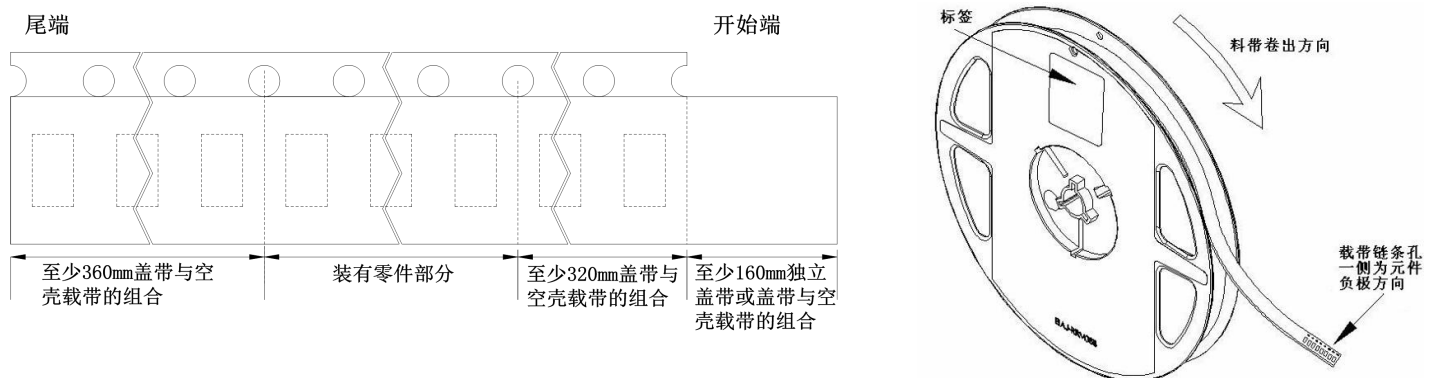 尾端
开始端
至少360mm盖带与空
壳载带的组合
装有零件部分
至少320mm盖带与
空壳载带的组合
至少160mm独立
盖带或盖带与空
壳载带的组合
标签
料带卷出方向
载带链条孔
一侧为元件
负极方向